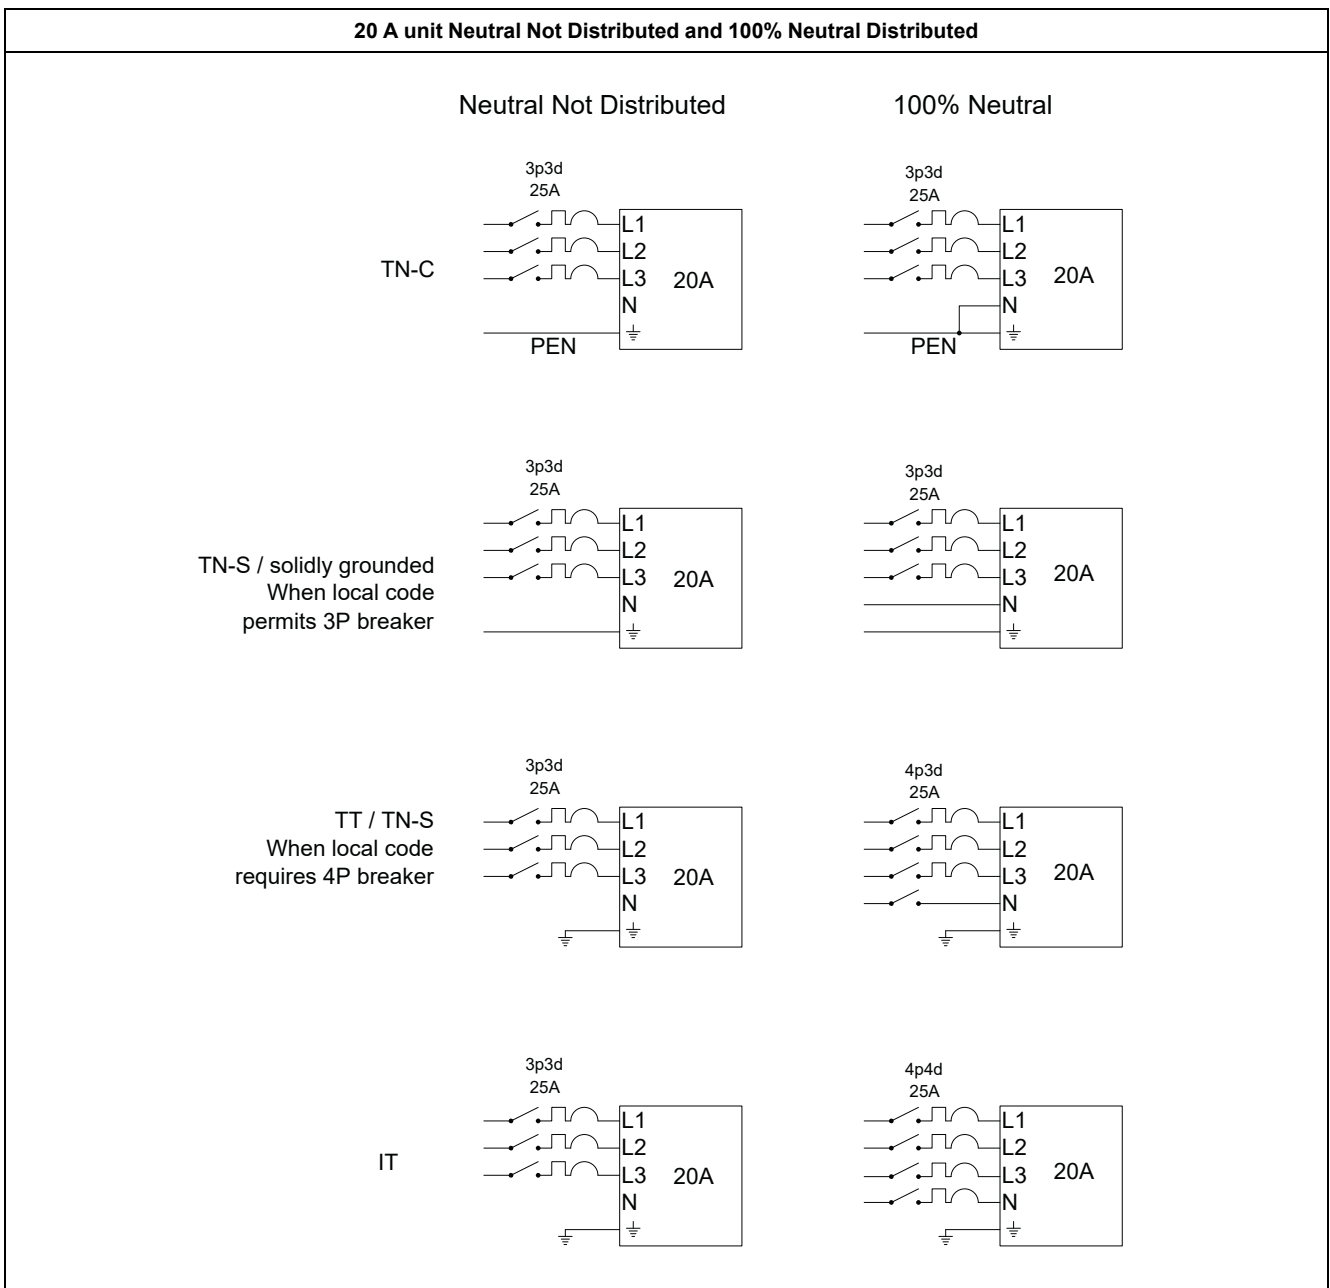 20 A unit Neutral Not Distributed and 100% Neutral Distributed
Neutral Not Distributed
100% Neutral
TN-C
3p3d
25A
L1
L2
L3
N
20A
PEN
3p3d
25A
L1
L2
L3
N
20A
PEN
TN-S / solidly grounded
When local code
permits 3P breaker
3p3d
25A
L1
L2
L3
N
20A
3p3d
25A
L1
L2
L3
N
20A
TT / TN-S
When local code
requires 4P breaker
3p3d
25A
L1
L2
L3
N
20A
4p3d
25A
L1
L2
L3
N
20A
IT
3p3d
25A
L1
L2
L3
N
20A
4p4d
25A
L1
L2
L3
N
20A